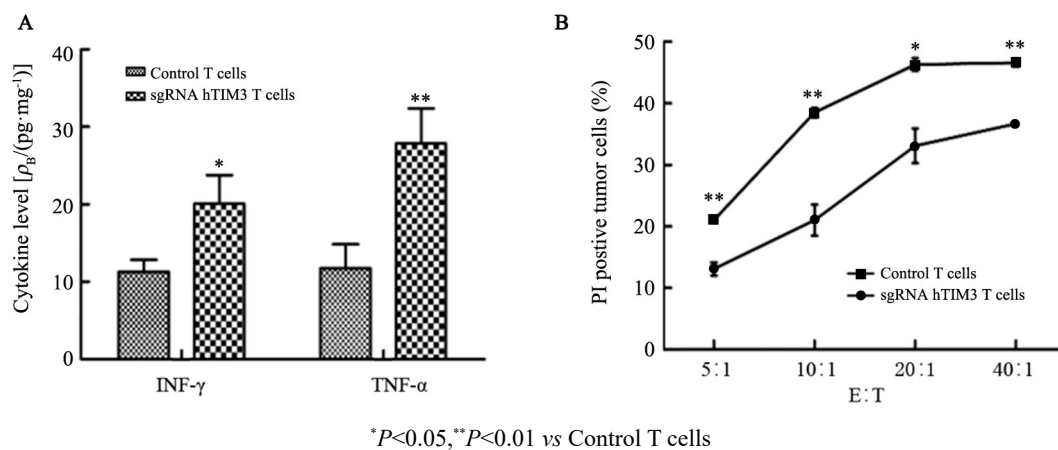 A
Cytokine level [ρB/(pg·mg-1)]
40
30
20
10
0
Control T cells
sgRNA hTIM3 T cells
*
**
INF-γ
TNF-α
B
PI postive tumor cells (%)
50
40
30
20
10
0
**
**
*
**
Control T cells
sgRNA hTIM3 T cells
5∶1
10∶1
20∶1
40∶1
E∶T
*P<0.05,**P<0.01 vs Control T cells